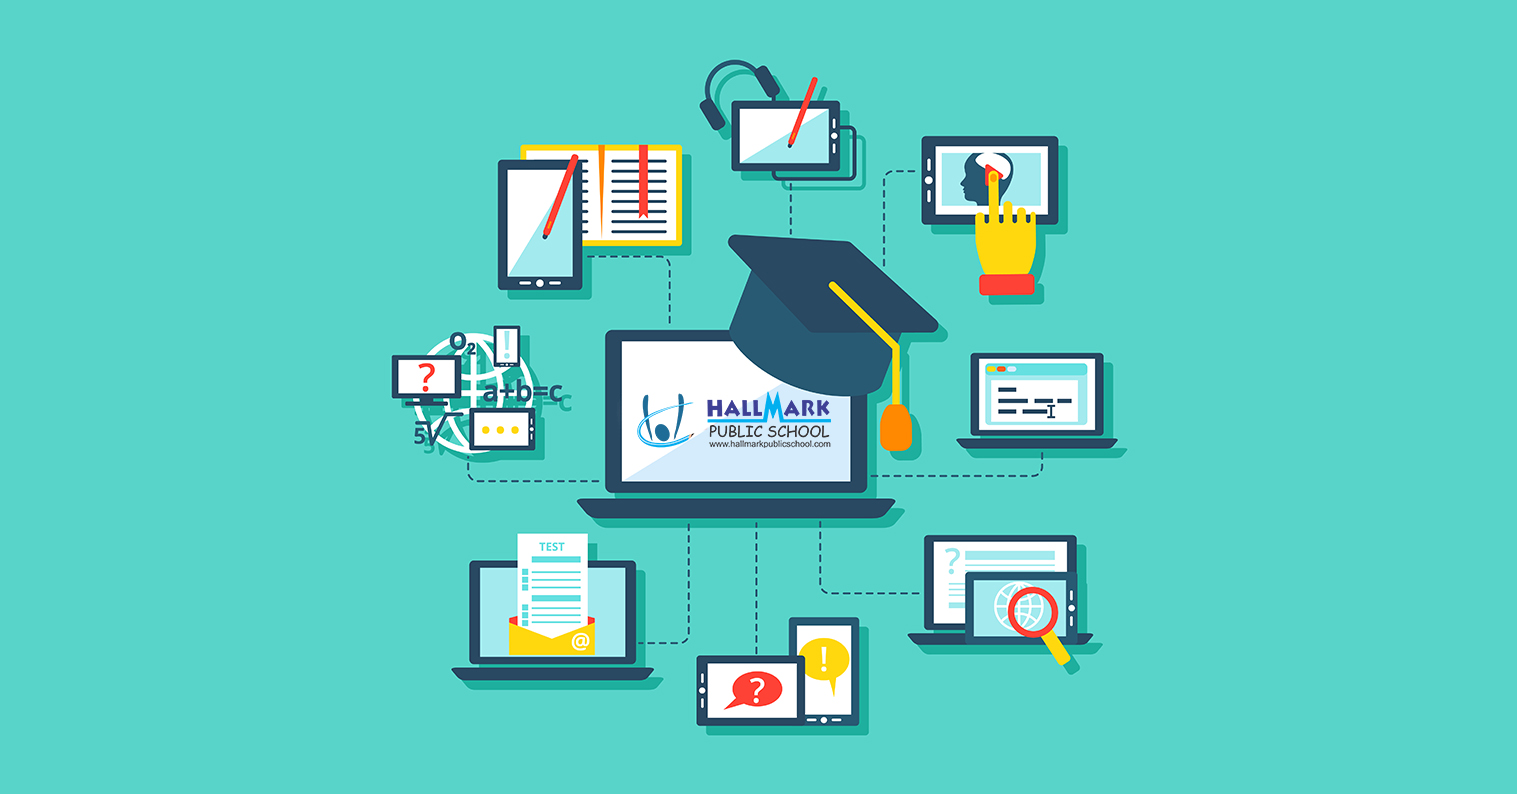 O2
?
!
a+b=c
5√
HALLMARK
PUBLIC SCHOOL
www.hallmarkpublicschool.com
TEST
@
?
!
?